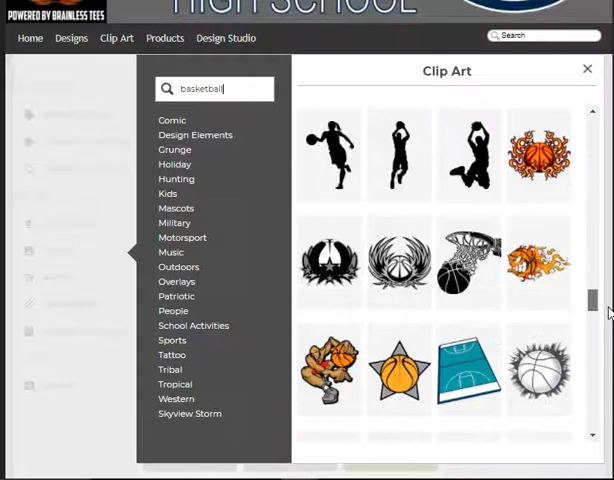 HIGH SCHOOL
POWERED BY BRAINLESS TEES
Home Designs Clip Art Products Design Studio
Search
Clip Art
basketball
Comic
Design Elements
Grunge
Holiday
Hunting
Kids
Mascots
Military
Motorsport
Music
Outdoors
Overlays
Patriotic
People
School Activities
Sports
Tattoo
Tribal
Tropical
Western
Skyview Storm